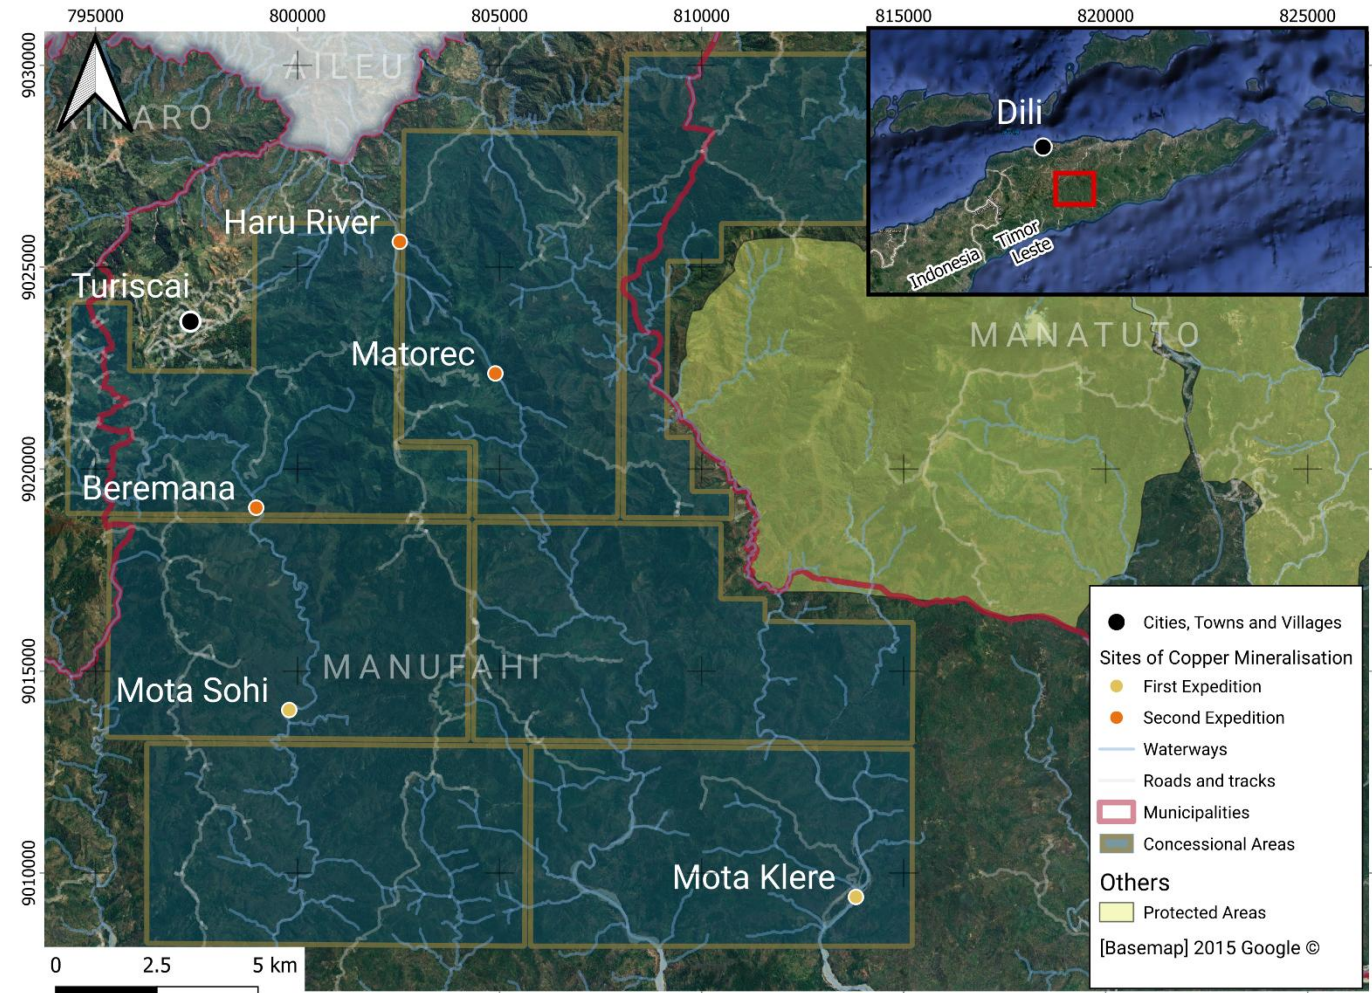 795000 800000 805000 810000 815000 820000 825000
9030000
9025000
9020000
9015000
9010000
AILEU
AINARO
Dili
Indonesia
Timor
Leste
Haru River
Turiscai
Matorec
MANATUTO
Beremana
MANUFAHI
Mota Sohi
Mota Klere
Cities, Towns and Villages
Sites of Copper Mineralisation
First Expedition
Second Expedition
Waterways
Roads and tracks
Municipalities
Concessional Areas
Others
Protected Areas
[Basemap] 2015 Google ©
0 2.5 5 km